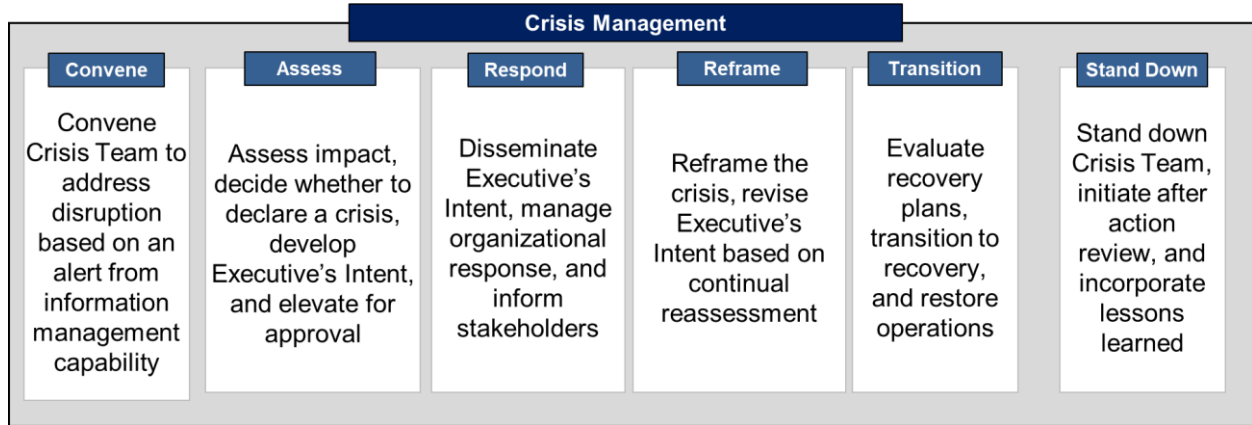 Crisis Management
Convene
Convene
Crisis Team to
address
disruption
based on an
alert from
information
management
capability
Assess
Assess impact,
decide whether to
declare a crisis,
develop
Executive's Intent,
and elevate for
approval
Respond
Disseminate
Executive's
Intent, manage
organizational
response, and
inform
stakeholders
Reframe
Reframe the
crisis, revise
Executive's
Intent based on
continual
reassessment
Transition
Evaluate
recovery
plans,
transition to
recovery,
and restore
operations
Stand Down
Stand down
Crisis Team,
initiate after
action
review, and
incorporate
lessons
learned